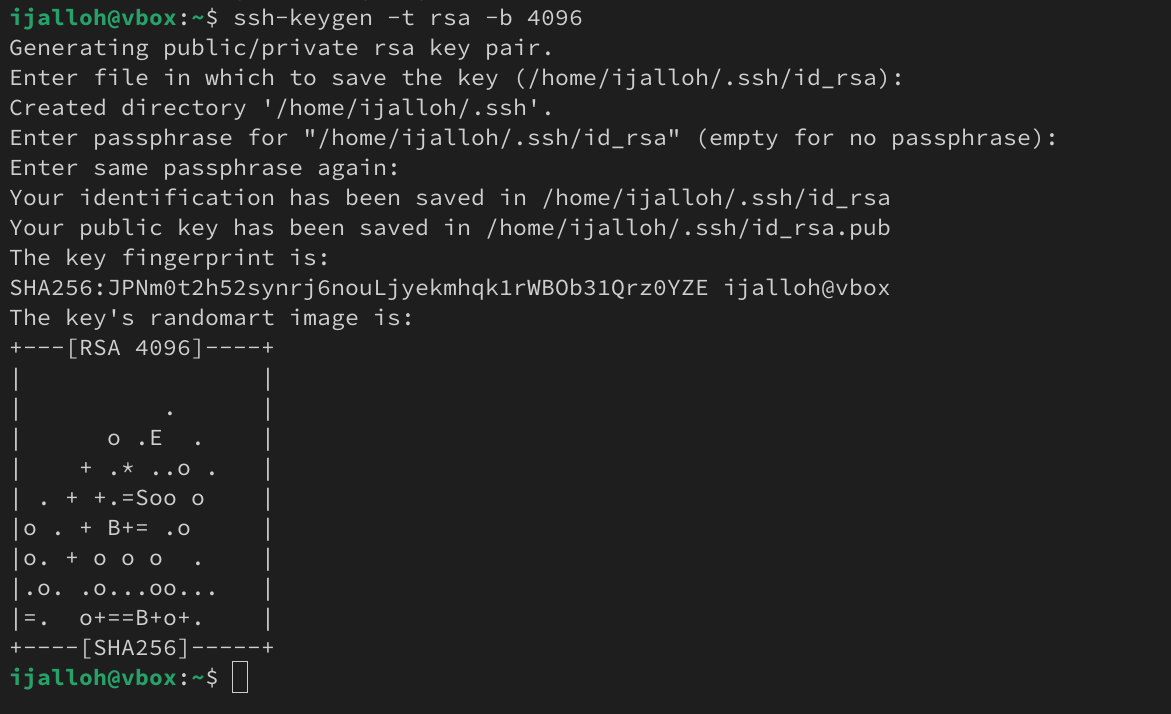 ijalloh@vbox:~$ ssh-keygen -t rsa -b 4096
Generating public/private rsa key pair.
Enter file in which to save the key (/home/ijalloh/.ssh/id_rsa):
Created directory '/home/ijalloh/.ssh'.
Enter passphrase for "/home/ijalloh/.ssh/id_rsa" (empty for no passphrase):
Enter same passphrase again:
Your identification has been saved in /home/ijalloh/.ssh/id_rsa
Your public key has been saved in /home/ijalloh/.ssh/id_rsa.pub
The key fingerprint is:
SHA256:JPNm0t2h52synrj6nouLjyekmhqk1rWBOb31Qrz0YZE ijalloh@vbox
The key's randomart image is:
+---[RSA 4096]----+
|                 |
|          .      |
|      o .E  .    |
|    + .* ..o .   |
| . + +.=Soo o    |
|o . + B+= .o     |
|o. + o o o  .    |
|.o. .o...oo...   |
|=.  o+==B+o+.    |
+----[SHA256]-----+
ijalloh@vbox:~$